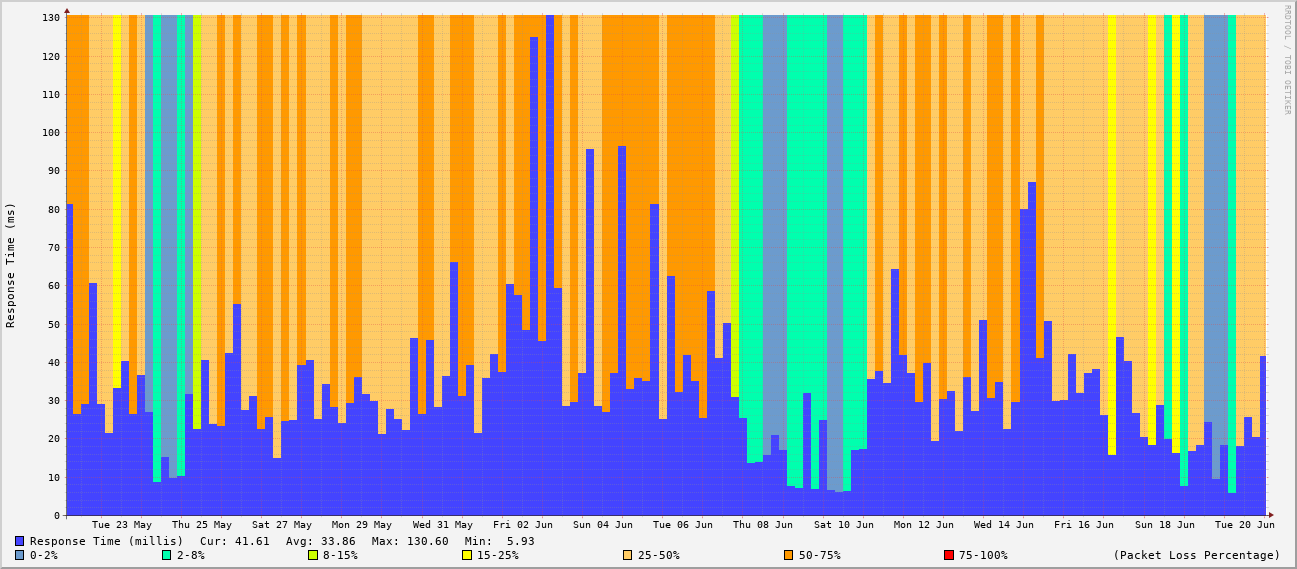 130
120
110
100
90
80
70
60
50
40
30
20
10
0
Response Time (ms)
RRDTOOL / TOBI OETIKER
Tue 23 May Thu 25 May Sat 27 May Mon 29 May Wed 31 May Fri 02 Jun Sun 04 Jun Tue 06 Jun Thu 08 Jun Sat 10 Jun Mon 12 Jun Wed 14 Jun Fri 16 Jun Sun 18 Jun Tue 20 Jun
Response Time (millis) Cur: 41.61 Avg: 33.86 Max: 130.60 Min: 5.93
0-2% 2-8% 8-15% 15-25% 25-50% 50-75% 75-100% (Packet Loss Percentage)